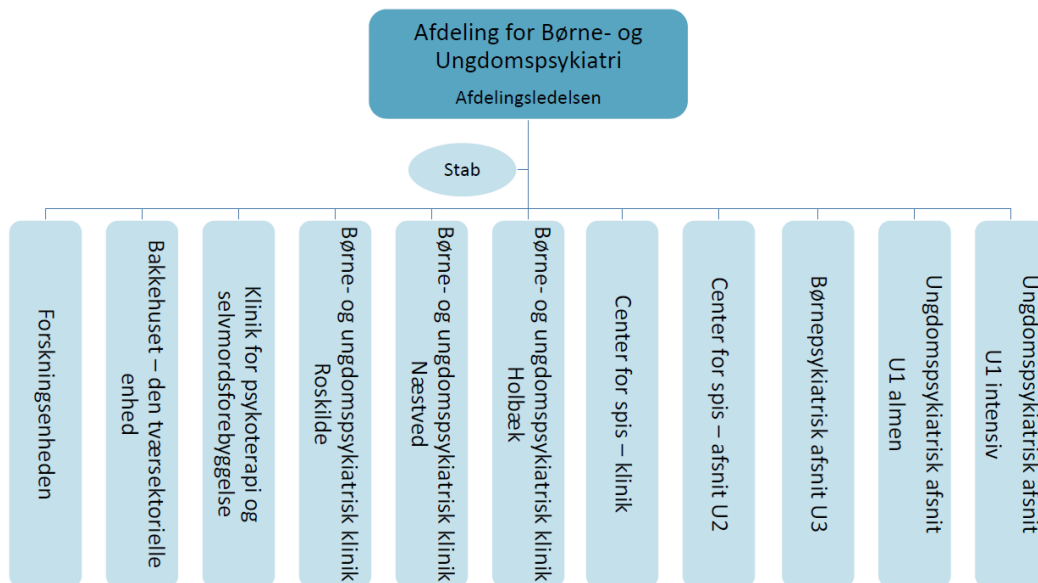 Afdeling for Børne- og
Ungdomspsykiatri
Afdelingsledelsen
Stab
Forskningsenheden
Bakkehuset – den tværsektorielle
enhed
Klinik for psykoterapi og
selvmordsforebyggelse
Børne- og ungdomspsykiatrisk klinik
Roskilde
Børne- og ungdomspsykiatrisk klinik
Næstved
Børne- og ungdomspsykiatrisk klinik
Holbæk
Center for spis – klinik
Center for spis – afsnit U2
Børnepsykiatrisk afsnit U3
Ungdomspsykiatrisk afsnit
U1 almen
Ungdomspsykiatrisk afsnit
U1 intensiv